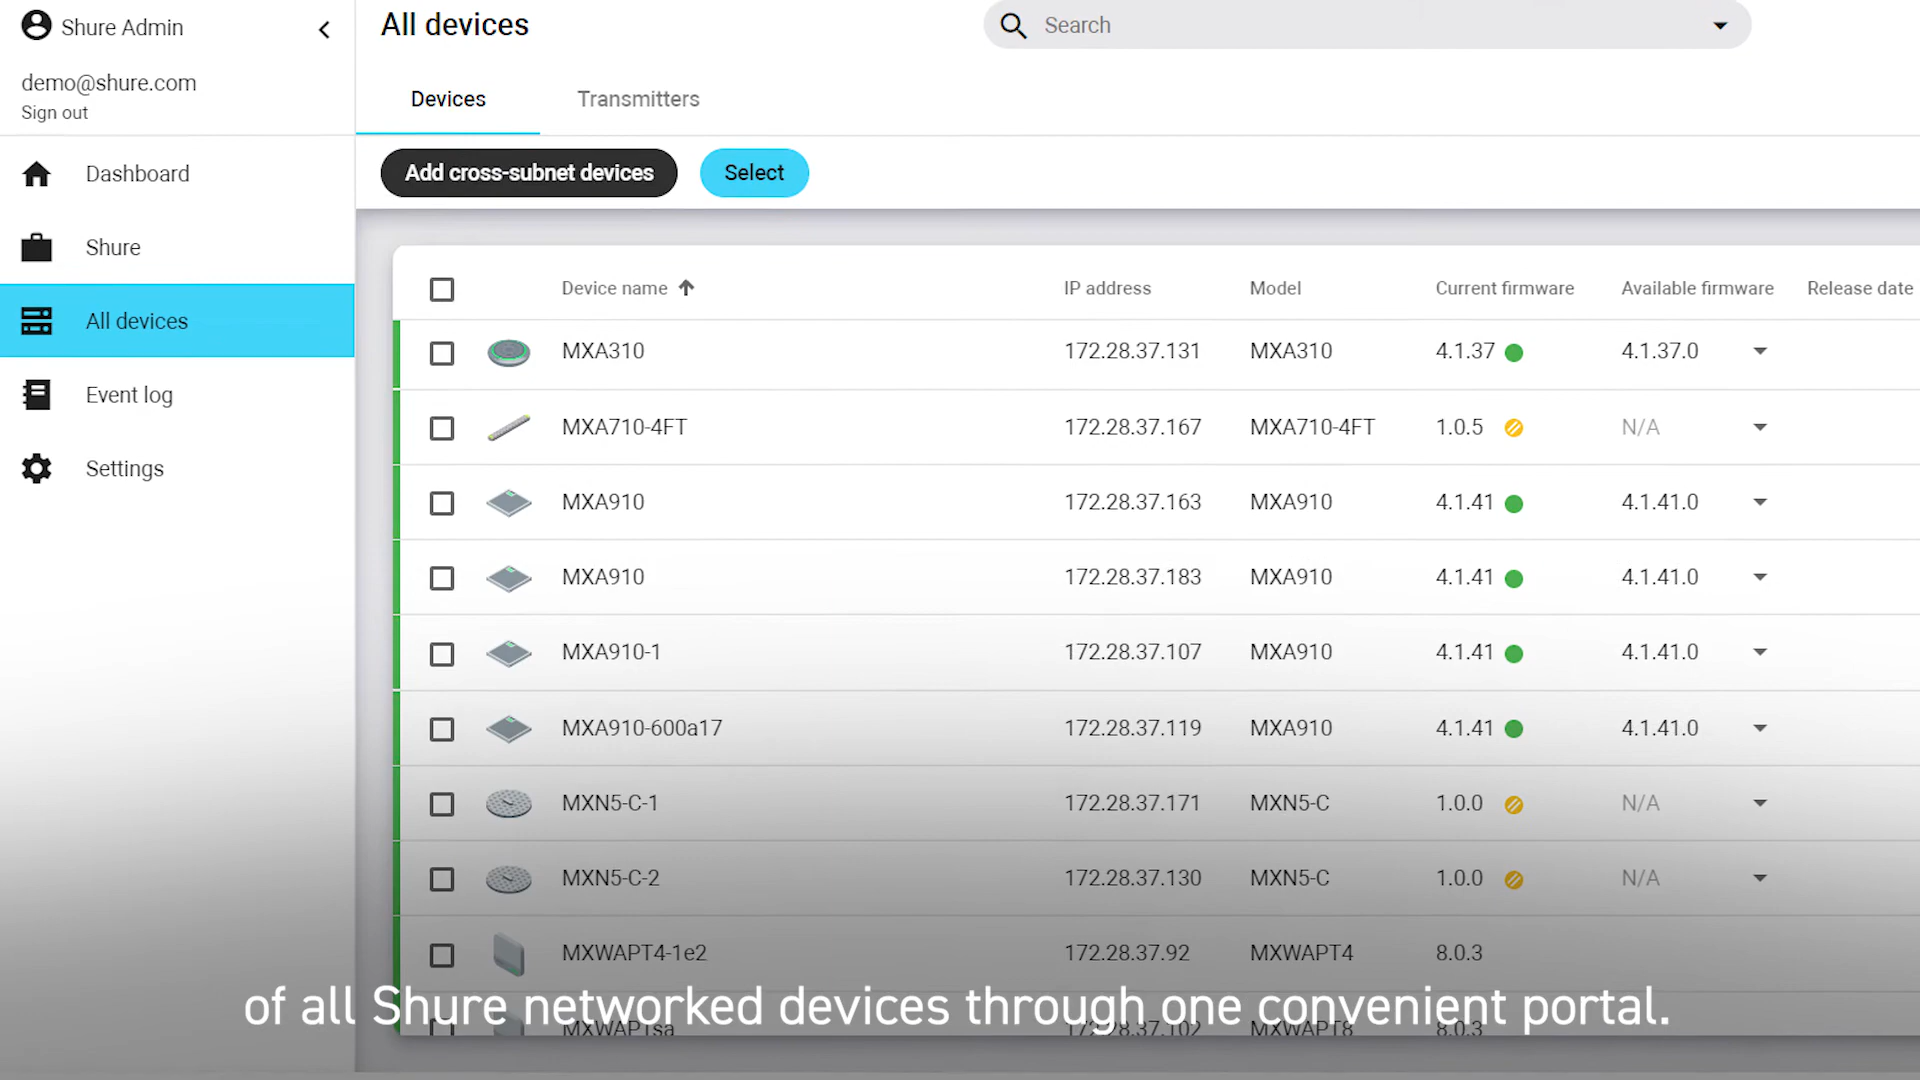 Shure Admin
demo@shure.com
Sign out
Dashboard
Shure
All devices
Event log
Settings
All devices
Search
Devices
Transmitters
Add cross-subnet devices
Select
Device name IP address Model Current firmware Available firmware Release date
MXA310 172.28.37.131 MXA310 4.1.37 4.1.37.0
MXA710-4FT 172.28.37.167 MXA710-4FT 1.0.5 N/A
MXA910 172.28.37.163 MXA910 4.1.41 4.1.41.0
MXA910 172.28.37.183 MXA910 4.1.41 4.1.41.0
MXA910-1 172.28.37.107 MXA910 4.1.41 4.1.41.0
MXA910-600a17 172.28.37.119 MXA910 4.1.41 4.1.41.0
MXN5-C-1 172.28.37.171 MXN5-C 1.0.0 N/A
MXN5-C-2 172.28.37.130 MXN5-C 1.0.0 N/A
MXWAPT4-1e2 172.28.37.92 MXWAPT4 8.0.3
of all Shure networked devices through one convenient portal.
MXWAPT8 8.0.3